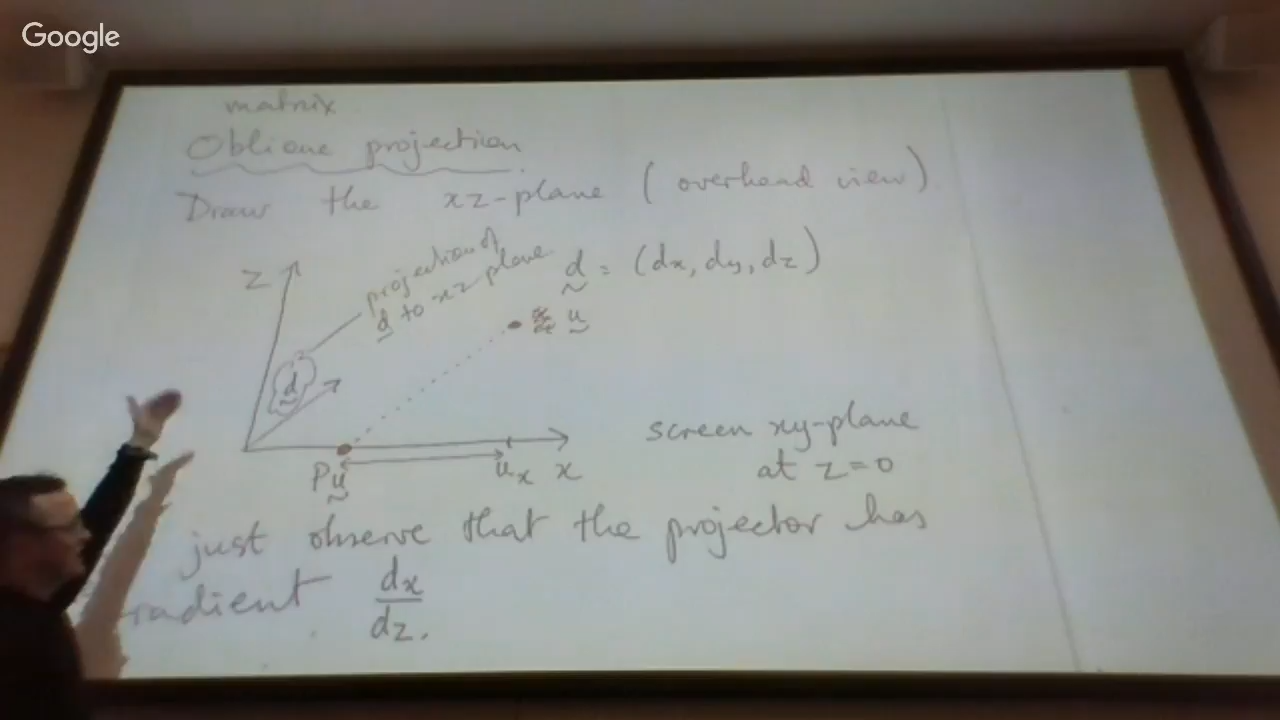 Google
matrix
Oblique projection
Draw the xz-plane (overhead view)
z
projection of
d to xz plane
d = (dx, dy, dz)
u
d
Pu
ux
x
screen xy-plane
at z=0
just observe that the projector has
radient dx/dz.